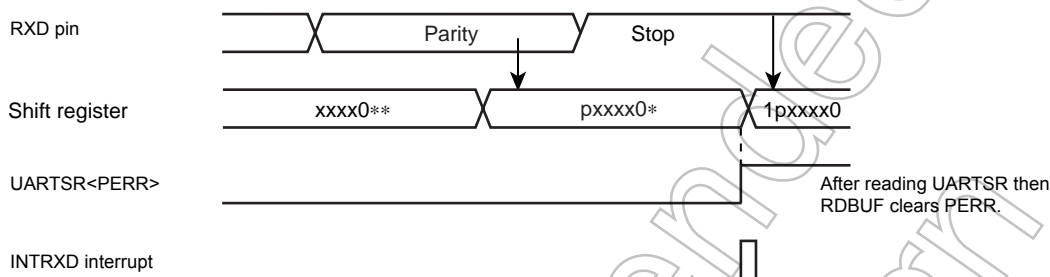 RXD pin
Parity
Stop
Shift register
xxxx0**
pxxxx0*
1pxxxx0
UARTSR<PERR>
After reading UARTSR then
RDBUF clears PERR.
INTRXD interrupt